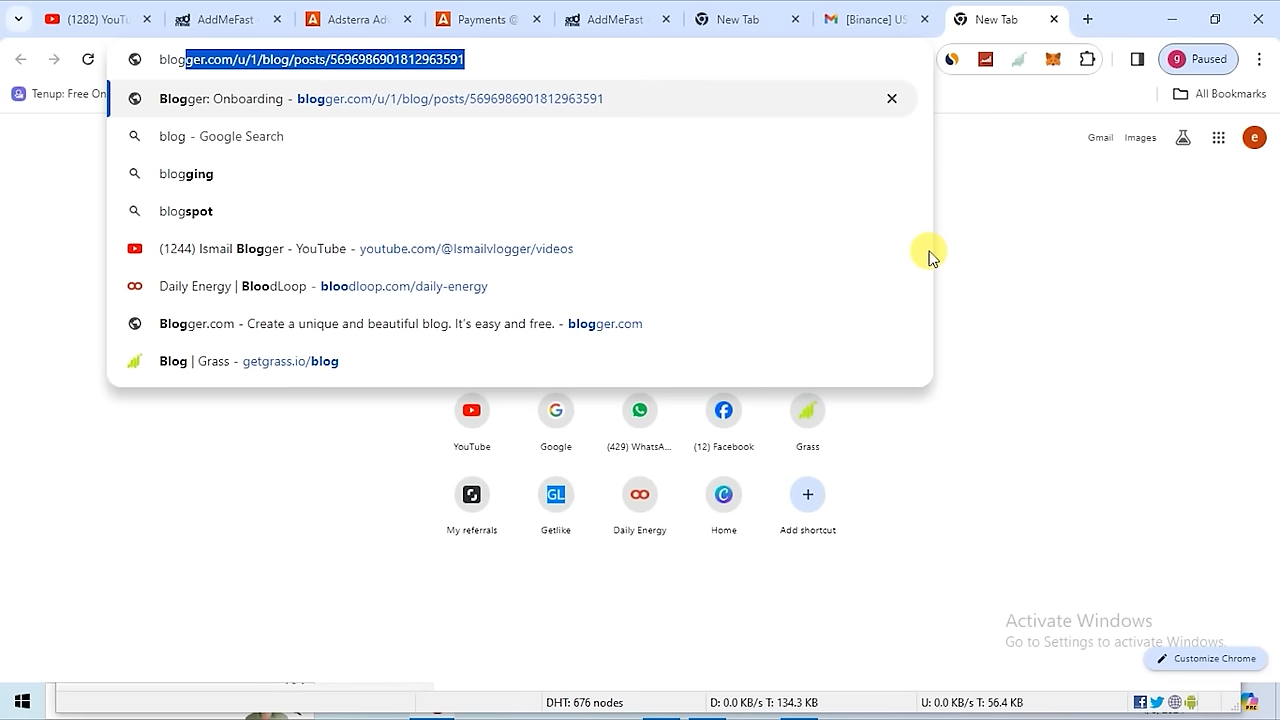 (1282) YouTu
AddMeFast
Adsterra Adv
Payments @
AddMeFast
New Tab
[Binance] US
New Tab
blogger.com/u/1/blog/posts/5696986901812963591
Paused
Tenup: Free On
All Bookmarks
Blogger: Onboarding - blogger.com/u/1/blog/posts/5696986901812963591
blog - Google Search
blogging
blogspot
(1244) Ismail Blogger - YouTube - youtube.com/@Ismailvlogger/videos
Daily Energy | BlooDLoop - bloodloop.com/daily-energy
Blogger.com - Create a unique and beautiful blog. It's easy and free. - blogger.com
Blog | Grass - getgrass.io/blog
Gmail Images
YouTube Google (429) WhatsA... (12) Facebook Grass
My referrals Getlike Daily Energy Home Add shortcut
Activate Windows
Go to Settings to activate Windows.
Customize Chrome
DHT: 676 nodes D: 0.0 KB/s T: 134.3 KB U: 0.0 KB/s T: 56.4 KB